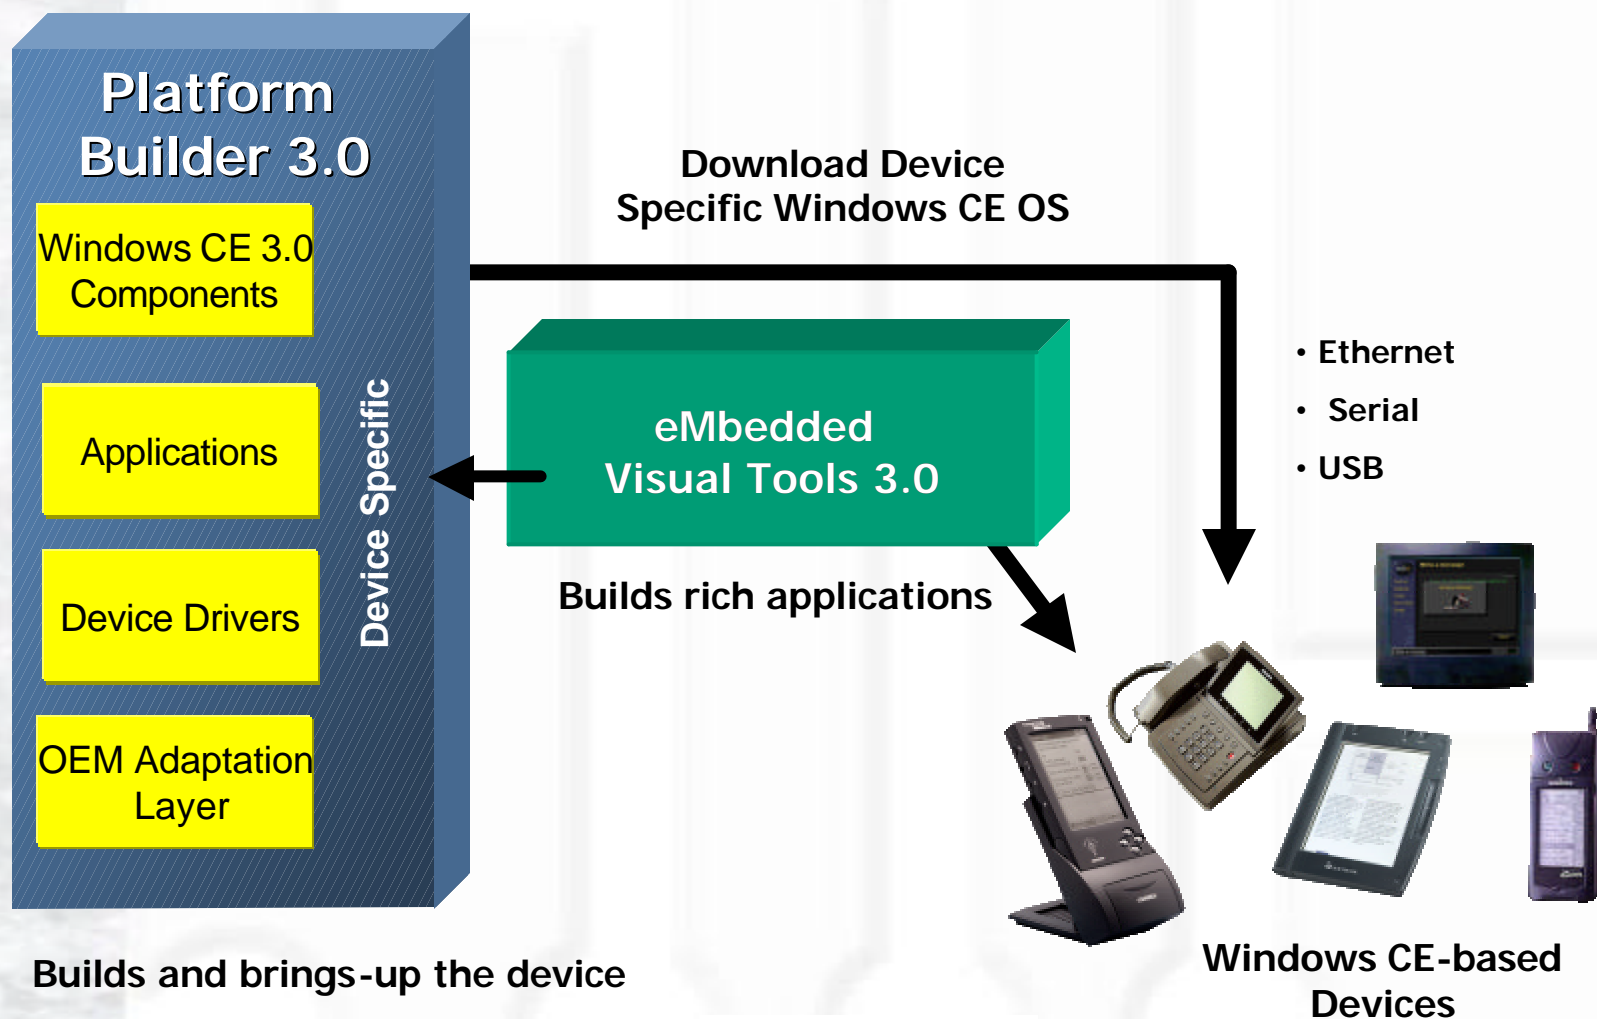 Platform
Builder 3.0
Windows CE 3.0
Components
Applications
Device Drivers
OEM Adaptation
Layer
Device Specific
Builds and brings-up the device
Download Device
Specific Windows CE OS
eMbedded
Visual Tools 3.0
Builds rich applications
• Ethernet
• Serial
• USB
Windows CE-based
Devices